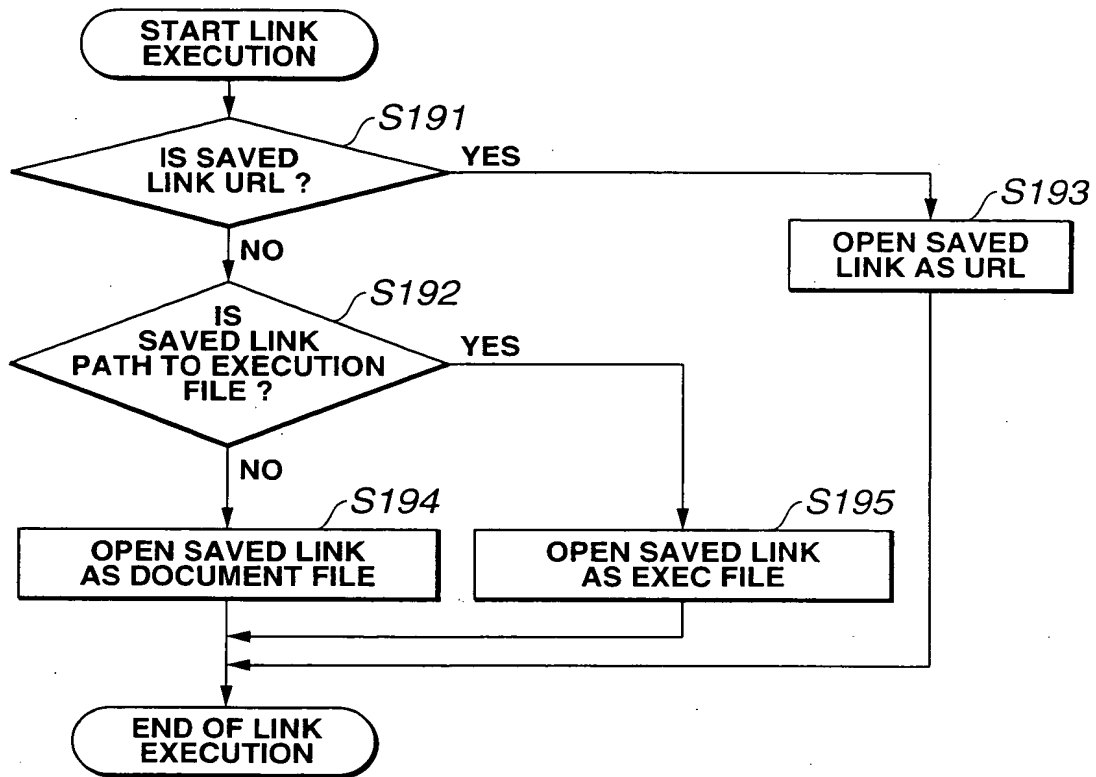 START LINK
EXECUTION
S191
IS SAVED
LINK URL ?
YES
NO
S193
OPEN SAVED
LINK AS URL
S192
IS
SAVED LINK
PATH TO EXECUTION
FILE ?
YES
NO
S194
OPEN SAVED LINK
AS DOCUMENT FILE
S195
OPEN SAVED LINK
AS EXEC FILE
END OF LINK
EXECUTION